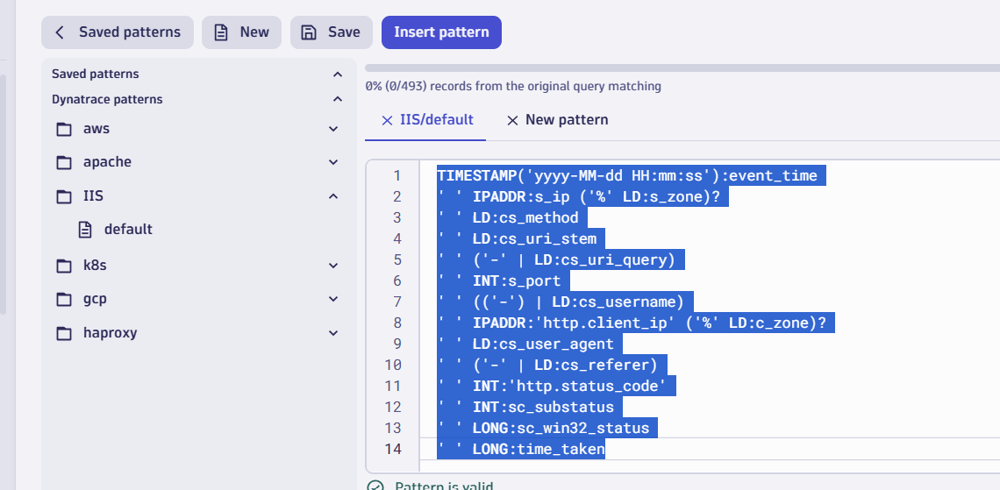 Saved patterns
New
Save
Insert pattern
Saved patterns
Dynatrace patterns
aws
apache
IIS
default
k8s
gcp
haproxy
0% (0/493) records from the original query matching
IIS/default
New pattern
1 TIMESTAMP('yyyy-MM-dd HH:mm:ss'):event_time
2 ' ' IPADDR:s_ip ('%' LD:s_zone)?
3 ' ' LD:cs_method
4 ' ' LD:cs_uri_stem
5 ' ' ('-' | LD:cs_uri_query)
6 ' ' INT:s_port
7 ' ' (('-') | LD:cs_username)
8 ' ' IPADDR:'http.client_ip' ('%' LD:c_zone)?
9 ' ' LD:cs_user_agent
10 ' ' ('-' | LD:cs_referer)
11 ' ' INT:'http.status_code'
12 ' ' INT:sc_substatus
13 ' ' LONG:sc_win32_status
14 ' ' LONG:time_taken
Pattern is valid